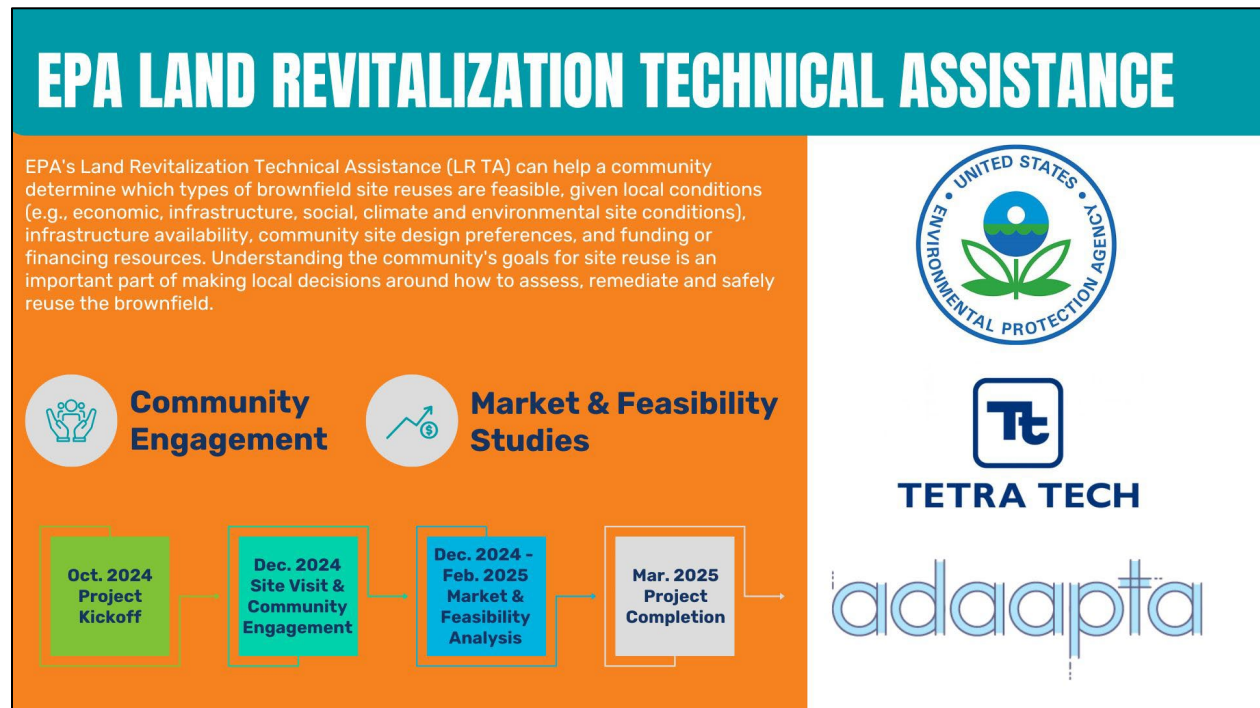 EPA LAND REVITALIZATION TECHNICAL ASSISTANCE
EPA's Land Revitalization Technical Assistance (LR TA) can help a community
determine which types of brownfield site reuses are feasible, given local conditions
(e.g., economic, infrastructure, social, climate and environmental site conditions),
infrastructure availability, community site design preferences, and funding or
financing resources. Understanding the community's goals for site reuse is an
important part of making local decisions around how to assess, remediate and safely
reuse the brownfield.
Community
Engagement
Market & Feasibility
Studies
Oct. 2024
Project
Kickoff
Dec. 2024
Site Visit &
Community
Engagement
Dec. 2024 -
Feb. 2025
Market &
Feasibility
Analysis
Mar. 2025
Project
Completion
UNITED STATES
ENVIRONMENTAL PROTECTION AGENCY
Tt
TETRA TECH
adaapta